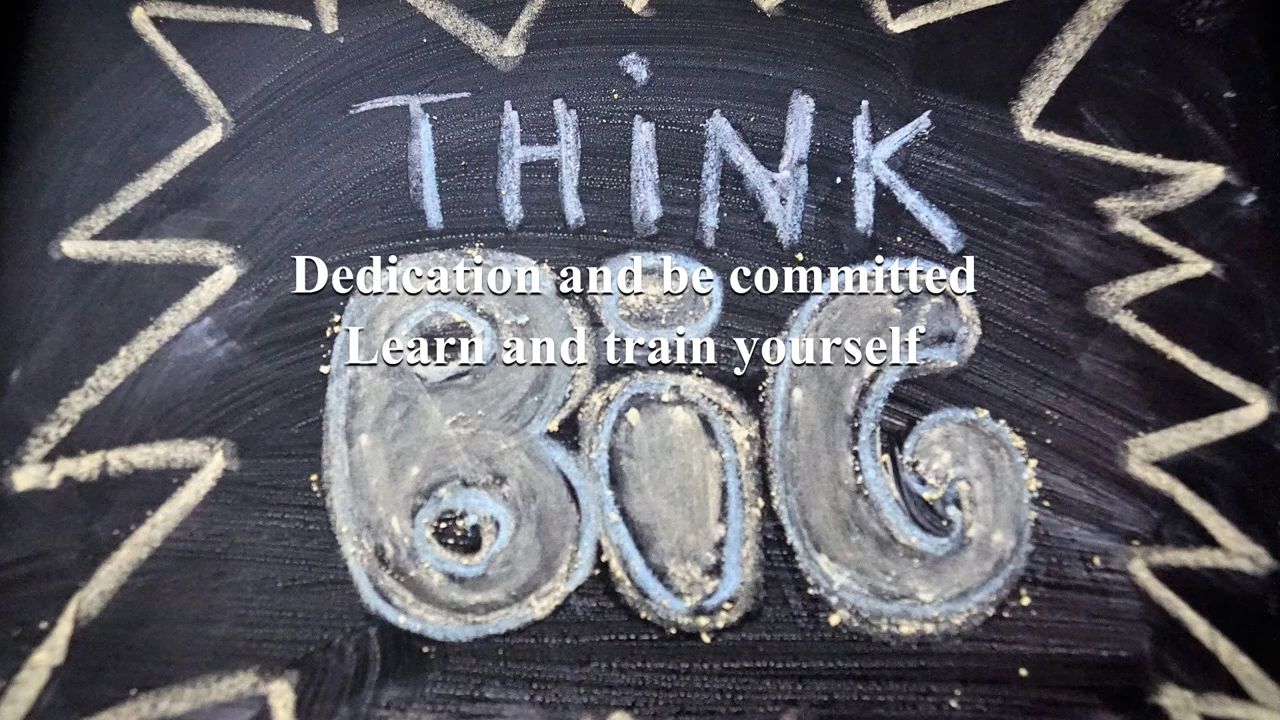 THiNK
BiG
Dedication and be committed
Learn and train yourself